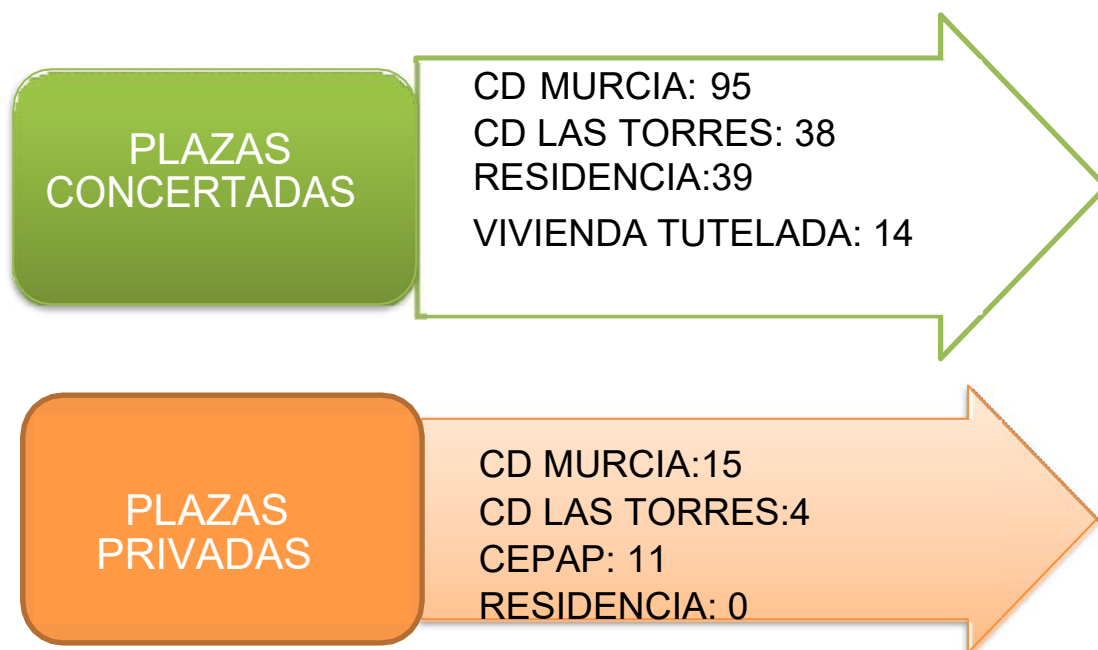 PLAZAS
CONCERTADAS
CD MURCIA: 95
CD LAS TORRES: 38
RESIDENCIA:39
VIVIENDA TUTELADA: 14
PLAZAS
PRIVADAS
CD MURCIA:15
CD LAS TORRES:4
CEPAP: 11
RESIDENCIA: 0